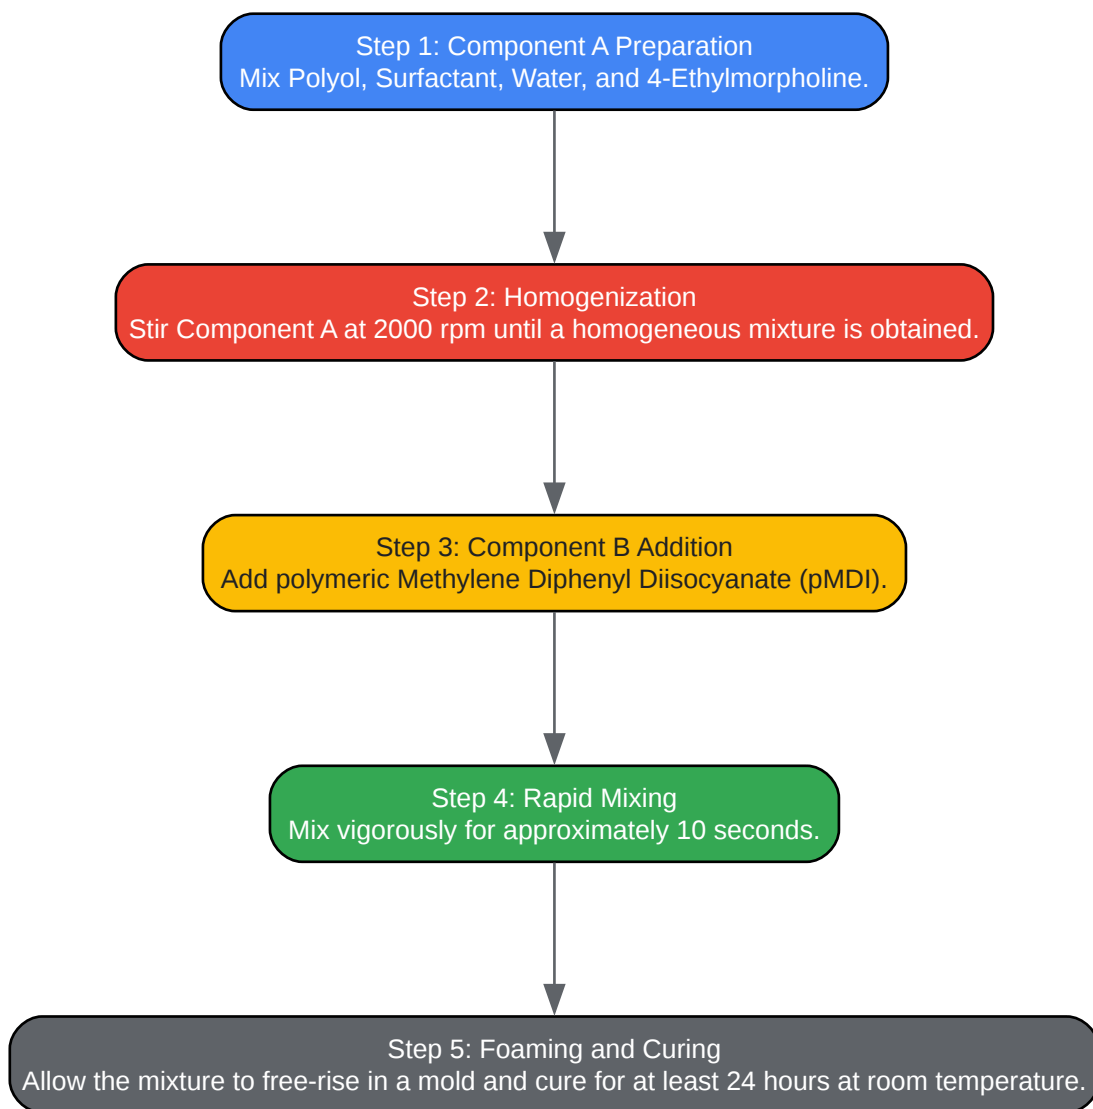 Step 1: Component A Preparation
Mix Polyol, Surfactant, Water, and 4-Ethylmorpholine.
Step 2: Homogenization
Stir Component A at 2000 rpm until a homogeneous mixture is obtained.
Step 3: Component B Addition
Add polymeric Methylene Diphenyl Diisocyanate (pMDI).
Step 4: Rapid Mixing
Mix vigorously for approximately 10 seconds.
Step 5: Foaming and Curing
Allow the mixture to free-rise in a mold and cure for at least 24 hours at room temperature.